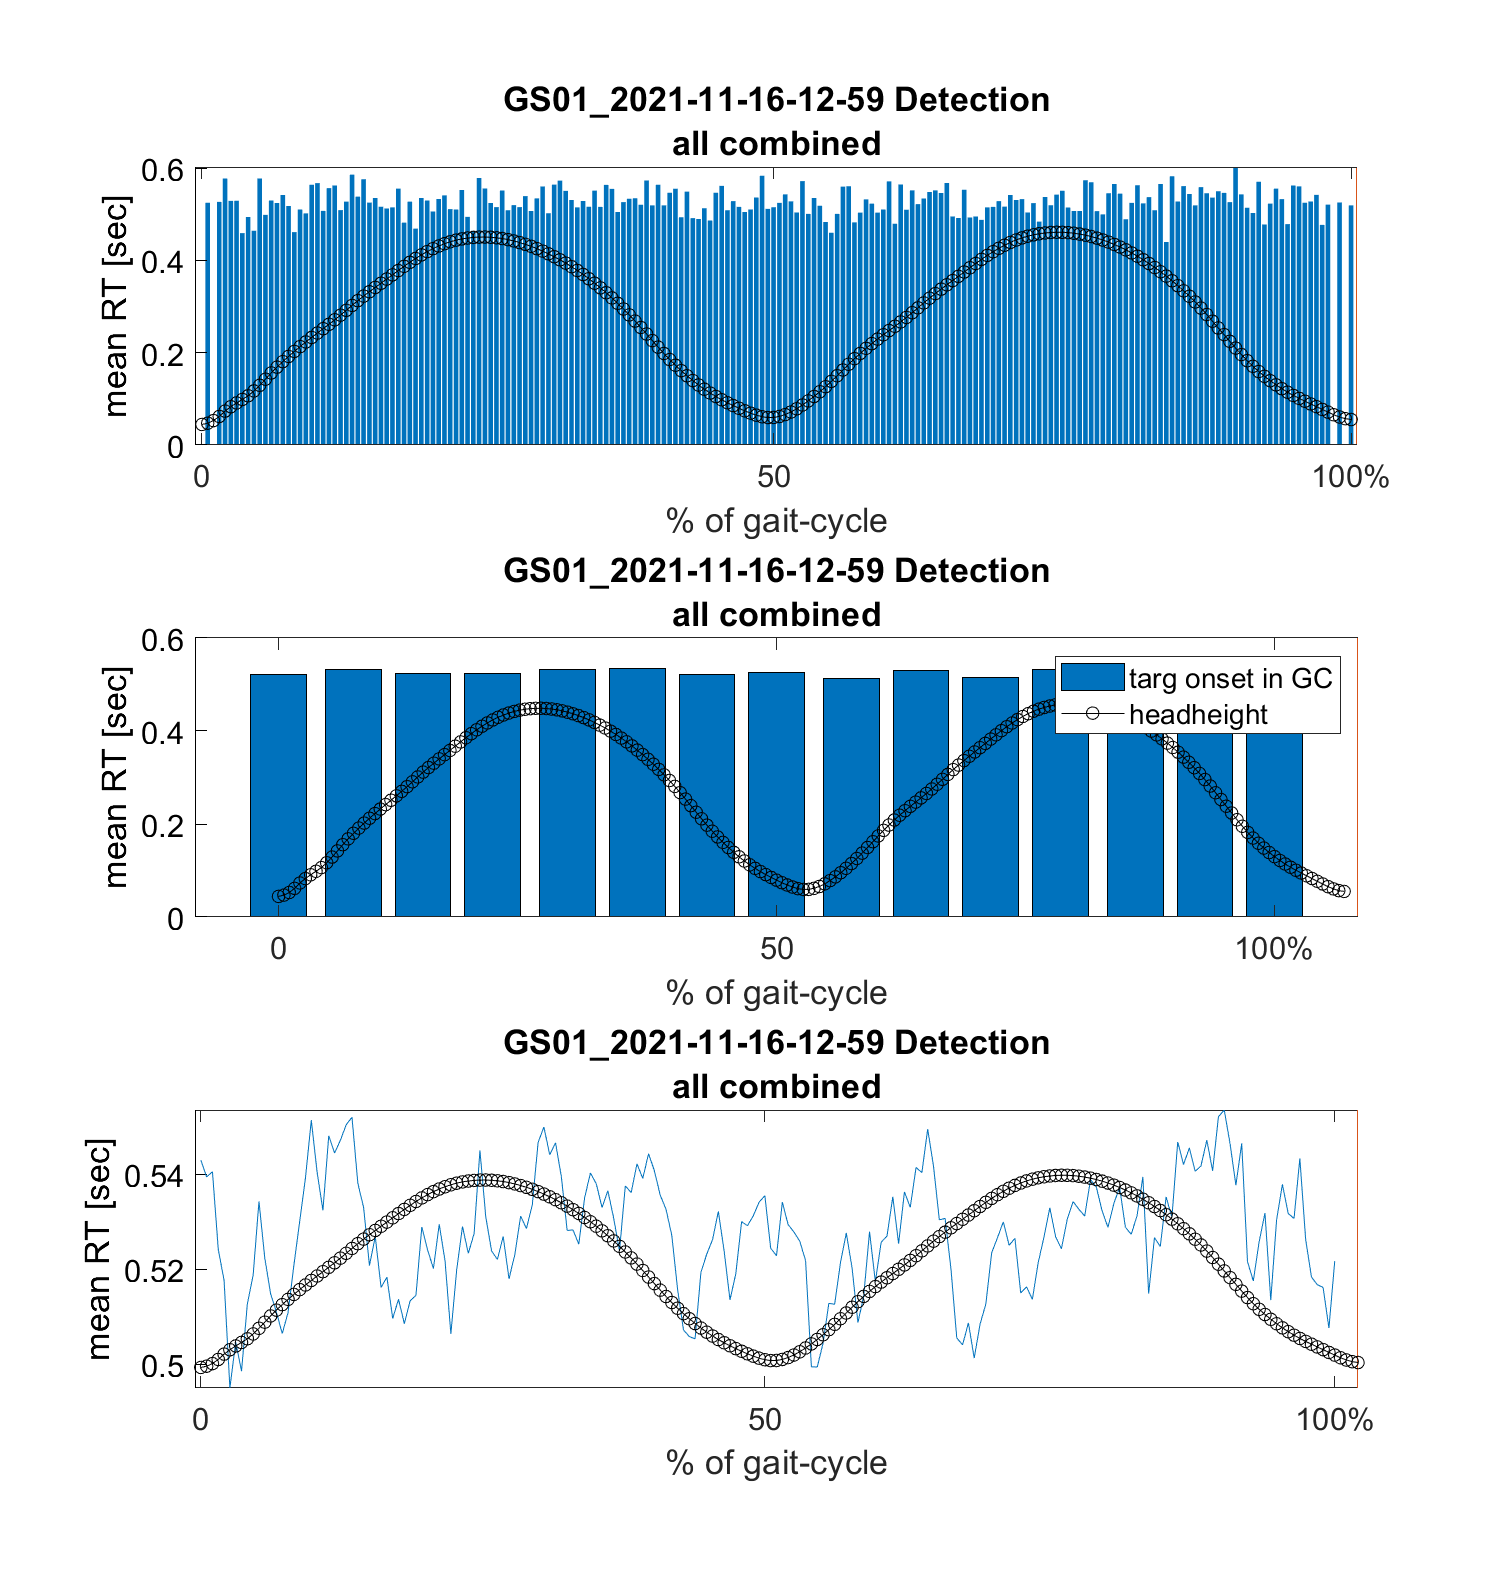 GS01_2021-11-16-12-59 Detection
all combined
mean RT [sec]
0.6
0.4
0.2
0
0
50
100%
% of gait-cycle
GS01_2021-11-16-12-59 Detection
all combined
mean RT [sec]
0.6
0.4
0.2
0
targ onset in GC
headheight
0
50
100%
% of gait-cycle
GS01_2021-11-16-12-59 Detection
all combined
mean RT [sec]
0.54
0.52
0.5
0
50
100%
% of gait-cycle